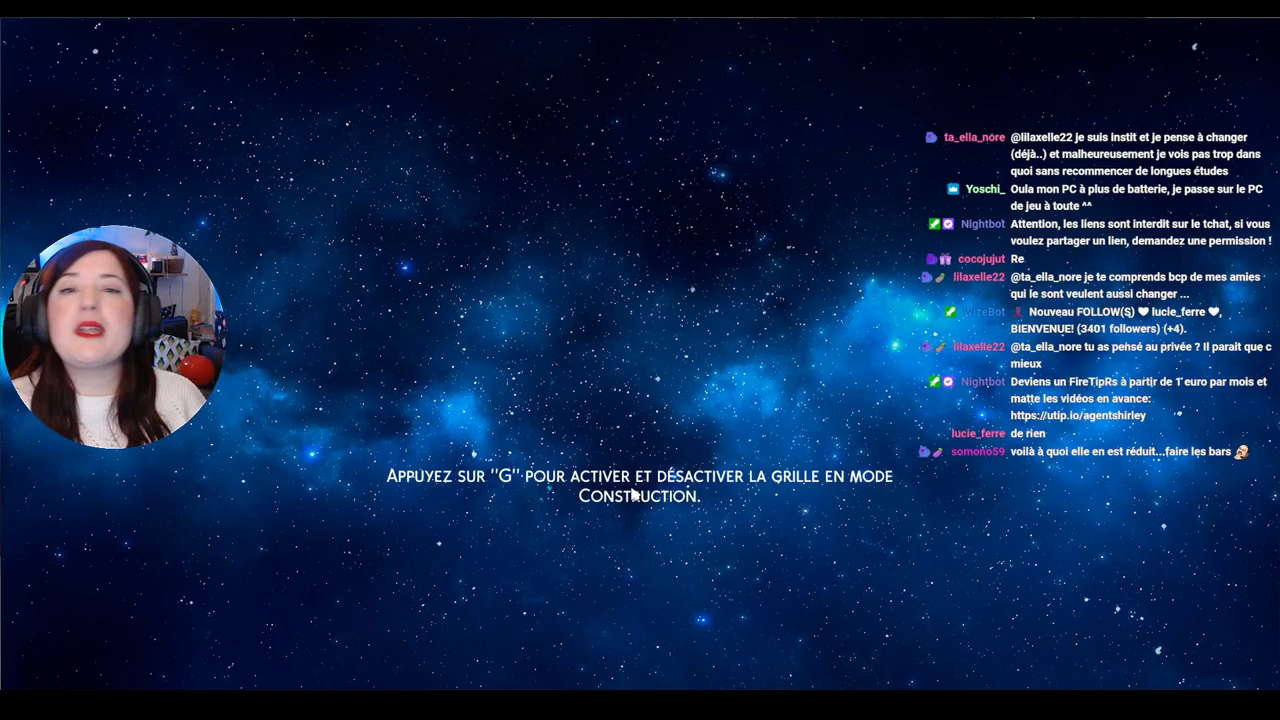 ta_ella_nore @lilaxelle22 je suis instit et je pense à changer
(déjà..) et malheureusement je vois pas trop dans
quoi sans recommencer de longues études
Yoschi_ Oula mon PC à plus de batterie, je passe sur le PC
de jeu à toute ^^
Nightbot Attention, les liens sont interdit sur le tchat, si vous
voulez partager un lien, demandez une permission !
cocojujut Re
lilaxelle22 @ta_ella_nore je te comprends bcp de mes amies
qui le sont veulent aussi changer ...
WizeBot Nouveau FOLLOW(S) 🤍 lucie_ferre 🤍,
BIENVENUE! (3401 followers) (+4).
lilaxelle22 @ta_ella_nore tu as pensé au privée ? Il parait que c
mieux
Nightbot Deviens un FireTipRs à partir de 1 euro par mois et
matte les vidéos en avance:
https://utip.io/agentshirley
lucie_ferre de rien
somono59 voilà à quoi elle en est réduit...faire les bars
Appuyez sur "G" pour activer et désactiver la grille en mode
Construction.